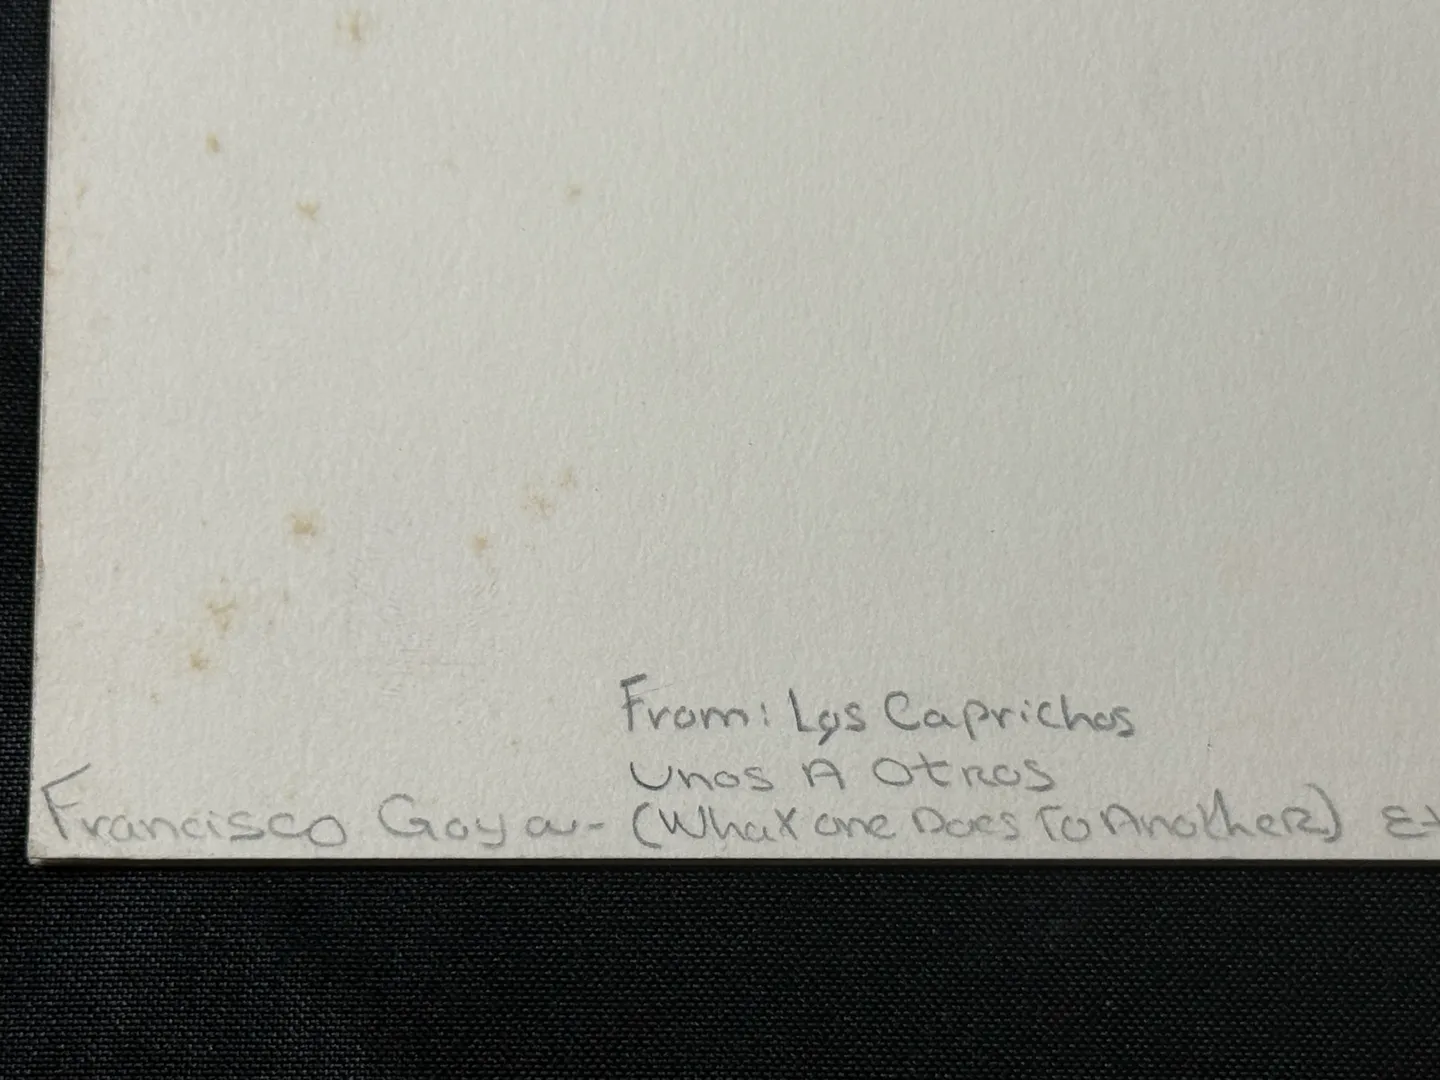 From: Los Caprichos
Unos A Otros
Francisco Goya - (What one Does To Another)